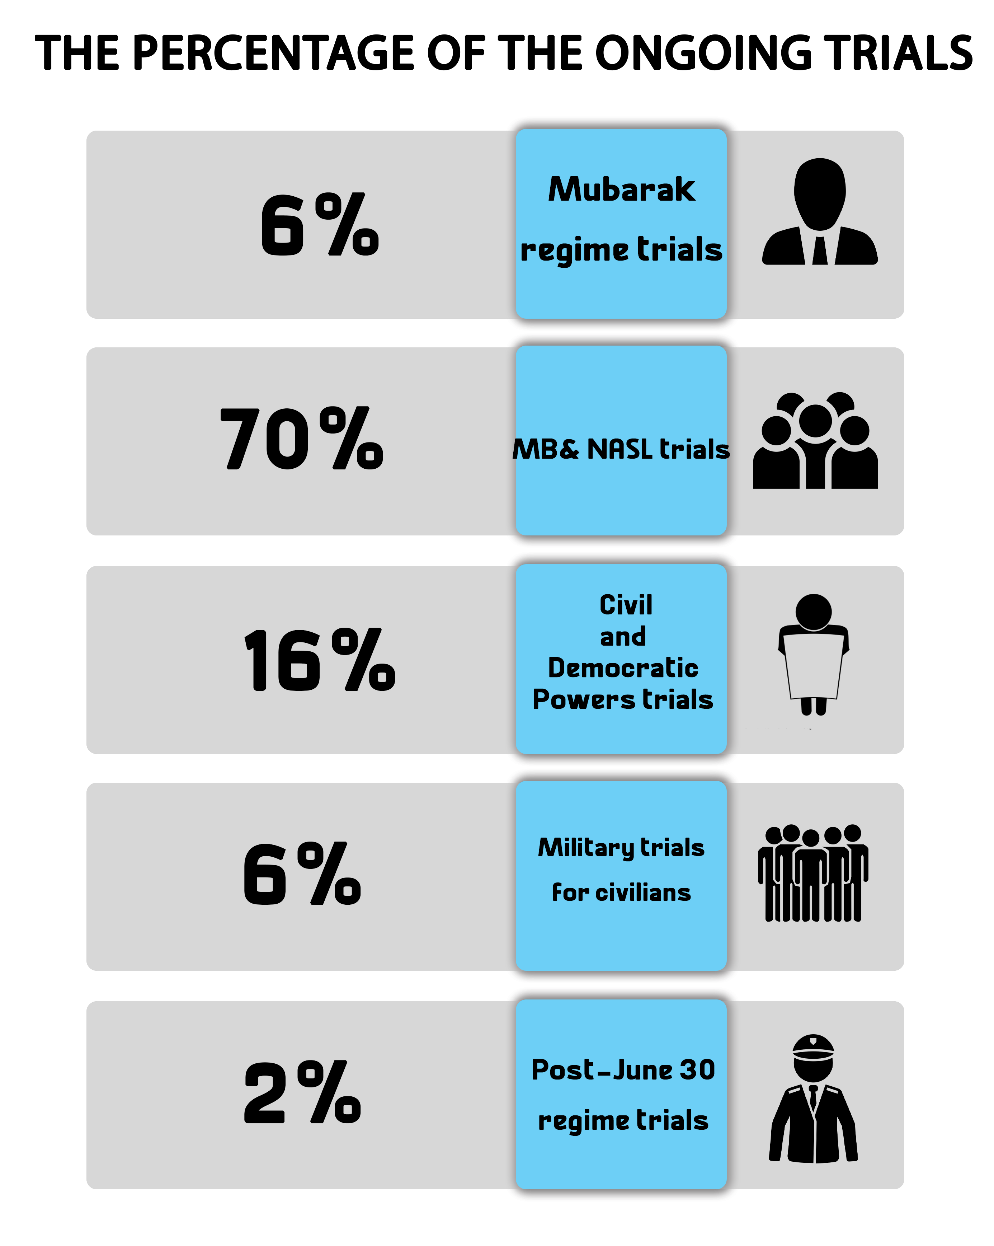 THE PERCENTAGE OF THE ONGOING TRIALS
6%
Mubarak
regime trials
70%
MB& NASL trials
16%
Civil
and
Democratic
Powers trials
6%
Military trials
for civilians
2%
Post-June 30
regime trials